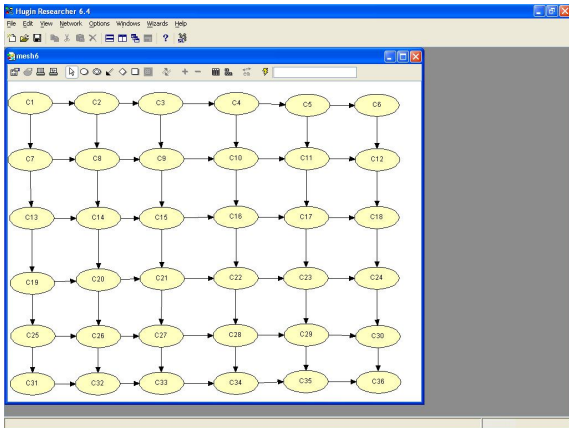 Hugin Researcher 6.4
File Edit View Network Options Windows Wizards Help
mesh6
C1 C2 C3 C4 C5 C6
C7 C8 C9 C10 C11 C12
C13 C14 C15 C16 C17 C18
C19 C20 C21 C22 C23 C24
C25 C26 C27 C28 C29 C30
C31 C32 C33 C34 C35 C36